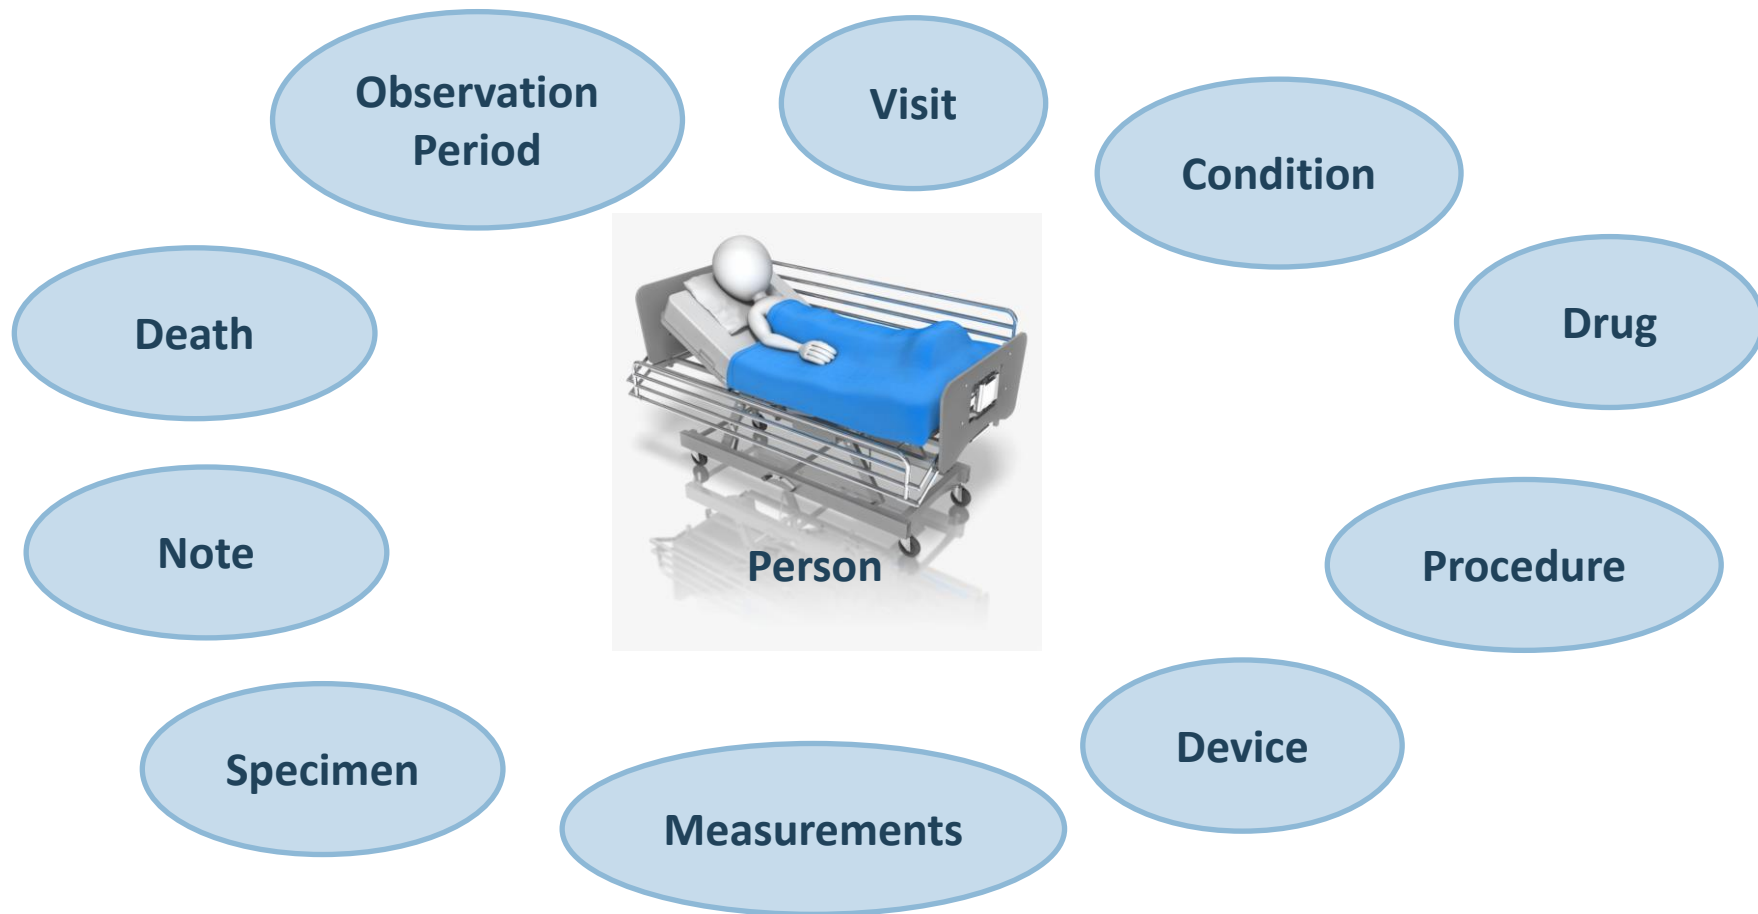 Observation
Period
Visit
Condition
Death
Drug
Note
Person
Procedure
Specimen
Device
Measurements